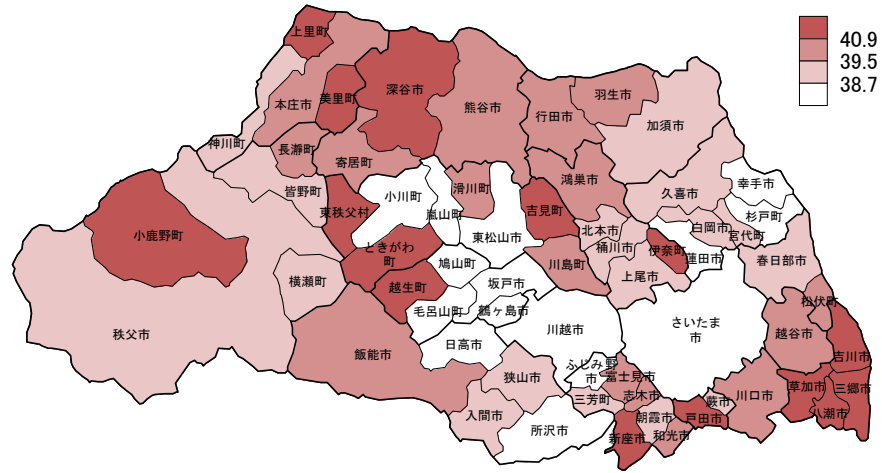 上里町
40.9
39.5
38.7
本庄市
美里町
深谷市
熊谷市
行田市
羽生市
加須市
神川町
長瀞町
寄居町
皆野町
小川町
滑川町
嵐山町
鴻巣市
久喜市
幸手市
杉戸町
宮代町
白岡市
小鹿野町
東秩父村
吉見町
北本市
桶川市
伊奈町
蓮田市
東松山市
ときがわ
町
鳩山町
川島町
上尾市
春日部市
横瀬町
越生町
坂戸市
毛呂山町
鶴ヶ島市
松伏町
秩父市
飯能市
日高市
川越市
さいたま
市
越谷市
吉川市
ふじみ野
市
富士見市
狭山市
三芳町
志木市
入間市
所沢市
新座市
朝霞市
和光市
戸田市
蕨市
川口市
草加市
八潮市
三郷市